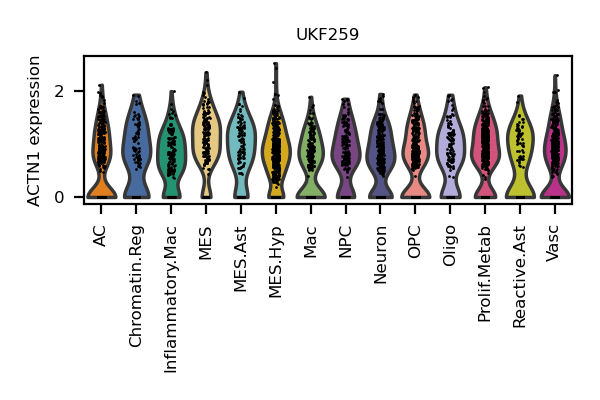 UKF259
ACTN1 expression
2
0
AC
Chromatin.Reg
Inflammatory.Mac
MES
MES.Ast
MES.Hyp
Mac
NPC
Neuron
OPC
Oligo
Prolif.Metab
Reactive.Ast
Vasc